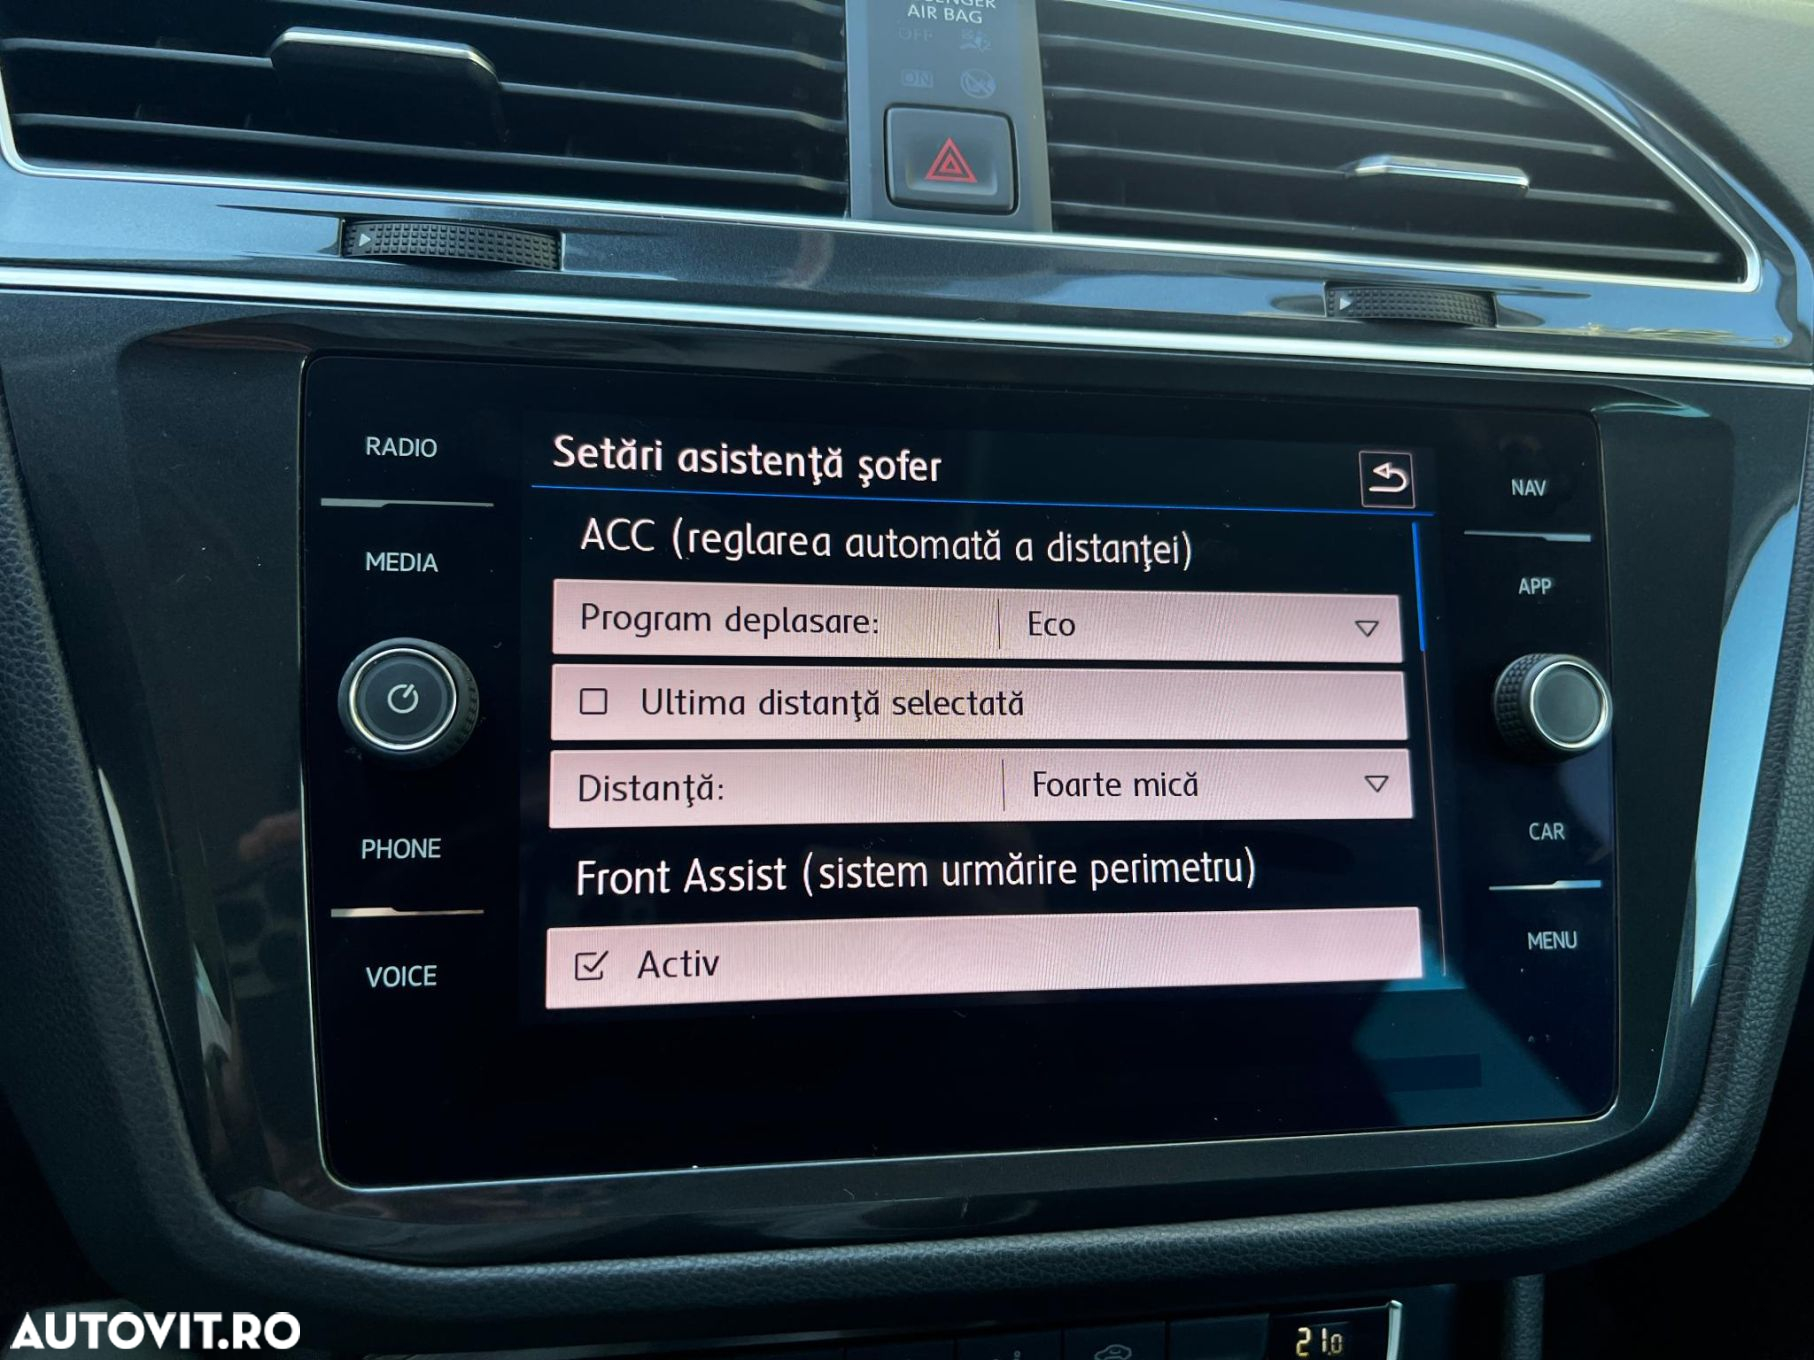 AIR BAG
OFF
ON
RADIO
MEDIA
PHONE
VOICE
Setări asistenţă şofer
ACC (reglarea automată a distanţei)
Program deplasare: Eco
Ultima distanţă selectată
Distanţă: Foarte mică
Front Assist (sistem urmărire perimetru)
Activ
NAV
APP
CAR
MENU
21.0
AUTOVIT.RO